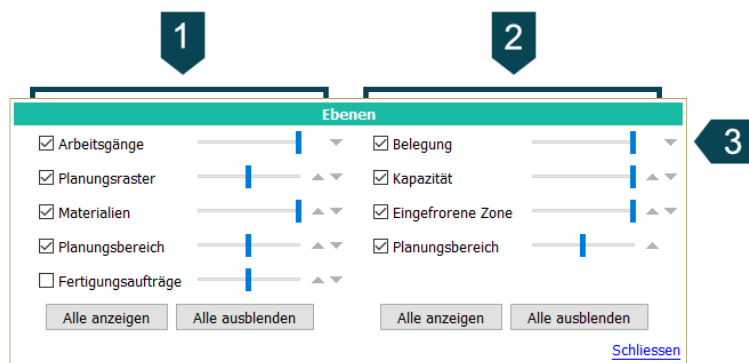 1 2
Ebenen
3
Arbeitsgänge Belegung
Planungsraster Kapazität
Materialien Eingefrorene Zone
Planungsbereich Planungsbereich
Fertigungsaufträge
Alle anzeigen Alle ausblenden Alle anzeigen Alle ausblenden
Schliessen